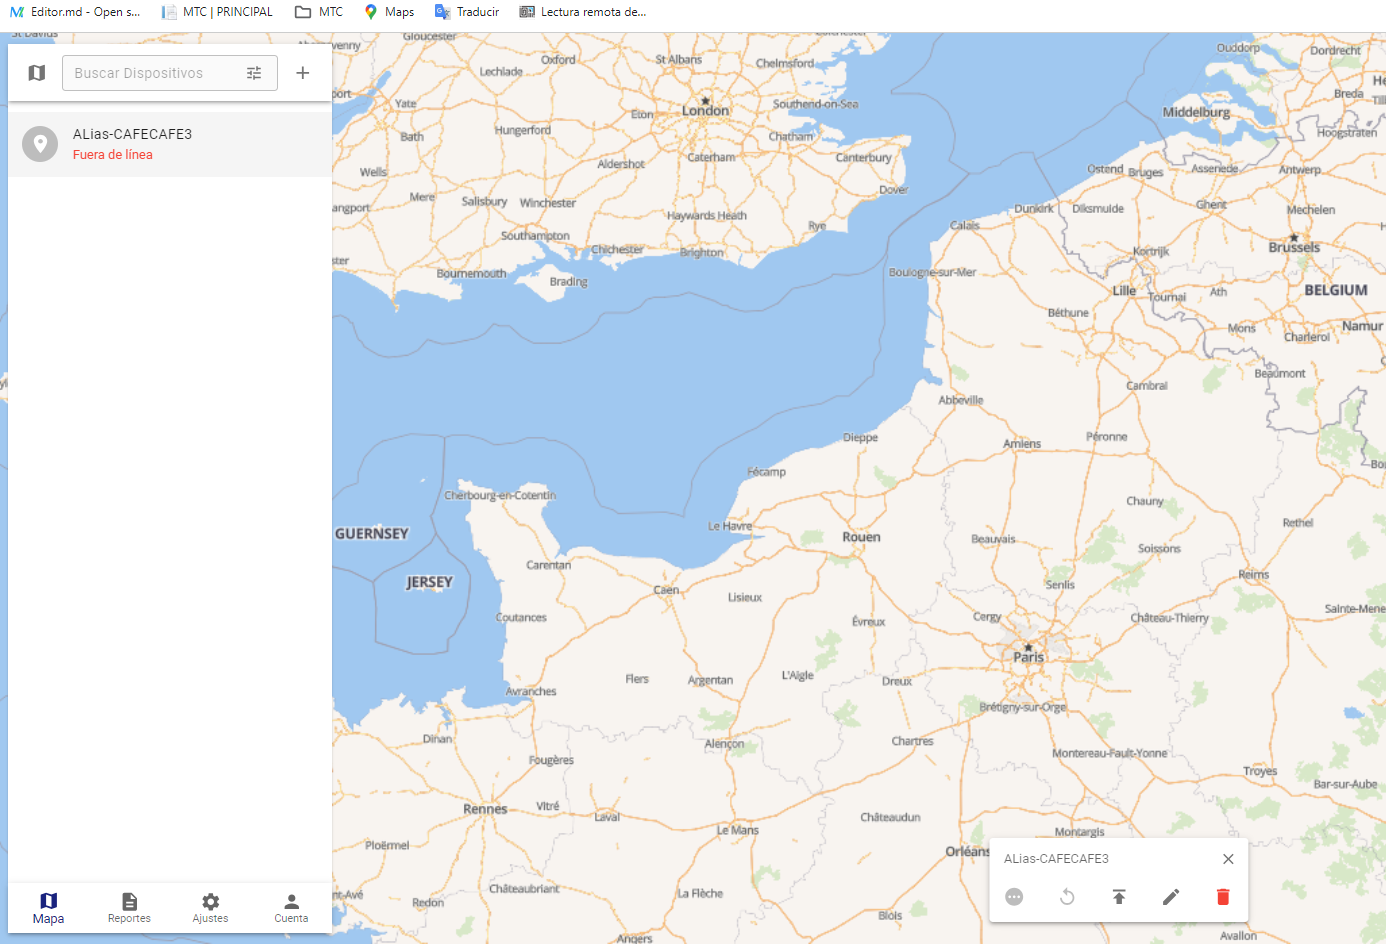 Editor.md - Open s...
MTC | PRINCIPAL
MTC
Maps
Traducir
Lectura remota de...
Buscar Dispositivos
ALias-CAFECAFE3
Fuera de línea
Gloucester
Oxford
St Albans
Chelmsford
Colchester
Ouddorp
Dordrecht
Lechlade
London
Southend-on-Sea
Breda
Middelburg
Yate
Eton
Bath
Hungerford
Chatham
Hoogstraten
Wells
Aldershot
Caterham
Canterbury
Ostend
Bruges
Assenede
Antwerp
Dover
Mere
Salisbury
Winchester
Haywards Heath
Rye
Calais
Dunkirk
Diksmuide
Ghent
Mechelen
Southampton
Chichester
Brighton
Kortrijk
Brussels
Bournemouth
Brading
Boulogne-sur-Mer
Lille
Tournai
Ath
BELGIUM
Béthune
Mons
Namur
Charleroi
Beaumont
Cambrai
Abbeville
Dieppe
Amiens
Péronne
Fécamp
Cherbourg-en-Cotentin
Chauny
Le Havre
Rethel
GUERNSEY
Rouen
Beauvais
Soissons
Carentan
JERSEY
Caen
Lisieux
Senlis
Reims
Coutances
Évreux
Cergy
Château-Thierry
Sainte-Mene
Paris
Flers
Argentan
L'Aigle
Dreux
Avranches
Brétigny-sur-Orge
Dinan
Alençon
Chartres
Montereau-Fault-Yonne
Fougères
Troyes
Bar-sur-Aube
Rennes
Vitré
Laval
Le Mans
Châteaudun
Montargis
Ploërmel
Orléans
Châteaubriant
La Flèche
Redon
Blois
Angers
Avallon
ALias-CAFECAFE3
Mapa
Reportes
Ajustes
Cuenta